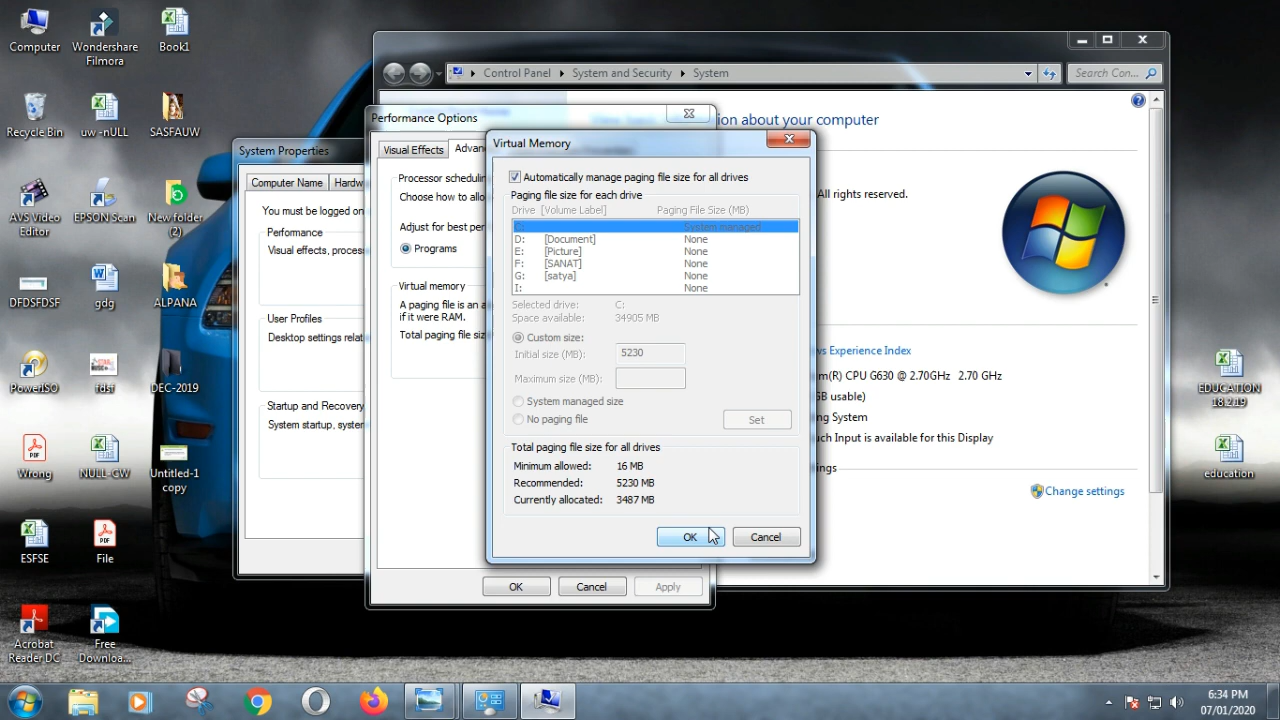 Computer
Wondershare
Filmora
Book1
Recycle Bin
uw -nULL
SASFAUW
AVS Video
Editor
EPSON Scan
New folder
(2)
DFDSFDSF
gdg
ALPANA
PowerISO
fdsf
DEC-2019
Wrong
NULL-GW
Untitled-1
copy
ESFSE
File
Acrobat
Reader DC
Free
Downloa...
EDUCATION
18.2.19
education
Control Panel
System and Security
System
Search Con...
ion about your computer
All rights reserved.
ws Experience Index
m(R) CPU G630 @ 2.70GHz 2.70 GHz
GB usable)
ng System
uch Input is available for this Display
ings
Change settings
System Properties
Computer Name
Hardw
You must be logged on
Performance
Visual effects, process
User Profiles
Desktop settings relat
Startup and Recovery
System startup, system
Performance Options
Visual Effects
Advan
Processor scheduling
Choose how to allo
Adjust for best per
Programs
Virtual memory
A paging file is an a
if it were RAM.
Total paging file size
OK
Cancel
Apply
Virtual Memory
Automatically manage paging file size for all drives
Paging file size for each drive
Drive [Volume Label] Paging File Size (MB)
C: System managed
D: [Document] None
E: [Picture] None
F: [SANAT] None
G: [satya] None
I: None
Selected drive: C:
Space available: 34905 MB
Custom size:
Initial size (MB): 5230
Maximum size (MB):
System managed size
No paging file
Set
Total paging file size for all drives
Minimum allowed: 16 MB
Recommended: 5230 MB
Currently allocated: 3487 MB
OK
Cancel
6:34 PM
07/01/2020